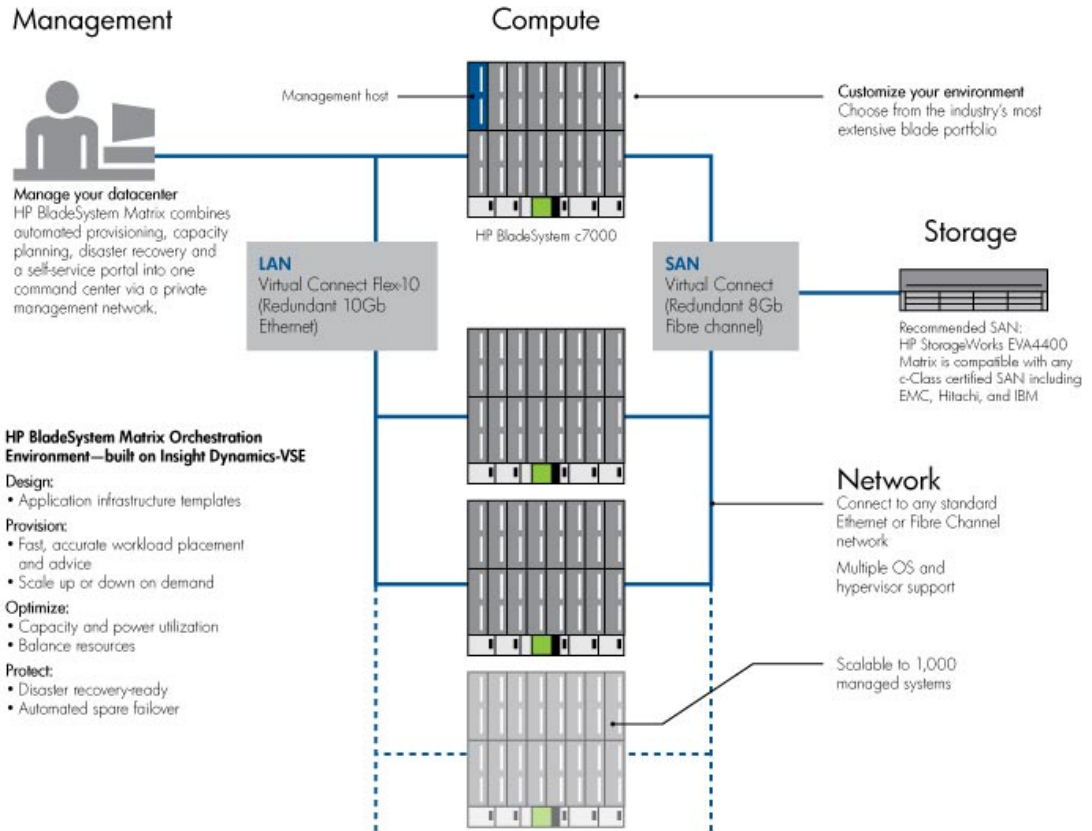 Management
Compute
Management host
Customize your environment
Choose from the industry's most
extensive blade portfolio
Manage your datacenter
HP BladeSystem Matrix combines
automated provisioning, capacity
planning, disaster recovery and
a self-service portal into one
command center via a private
management network.
HP BladeSystem c7000
LAN
Virtual Connect Flex-10
(Redundant 10Gb
Ethernet)
SAN
Virtual Connect
(Redundant 8Gb
Fibre channel)
Storage
Recommended SAN:
HP StorageWorks EVA4400
Matrix is compatible with any
c-Class certified SAN including
EMC, Hitachi, and IBM
HP BladeSystem Matrix Orchestration
Environment—built on Insight Dynamics-VSE
Design:
• Application infrastructure templates
Provision:
• Fast, accurate workload placement
and advice
• Scale up or down on demand
Optimize:
• Capacity and power utilization
• Balance resources
Protect:
• Disaster recovery-ready
• Automated spare failover
Network
Connect to any standard
Ethernet or Fibre Channel
network
Multiple OS and
hypervisor support
Scalable to 1,000
managed systems